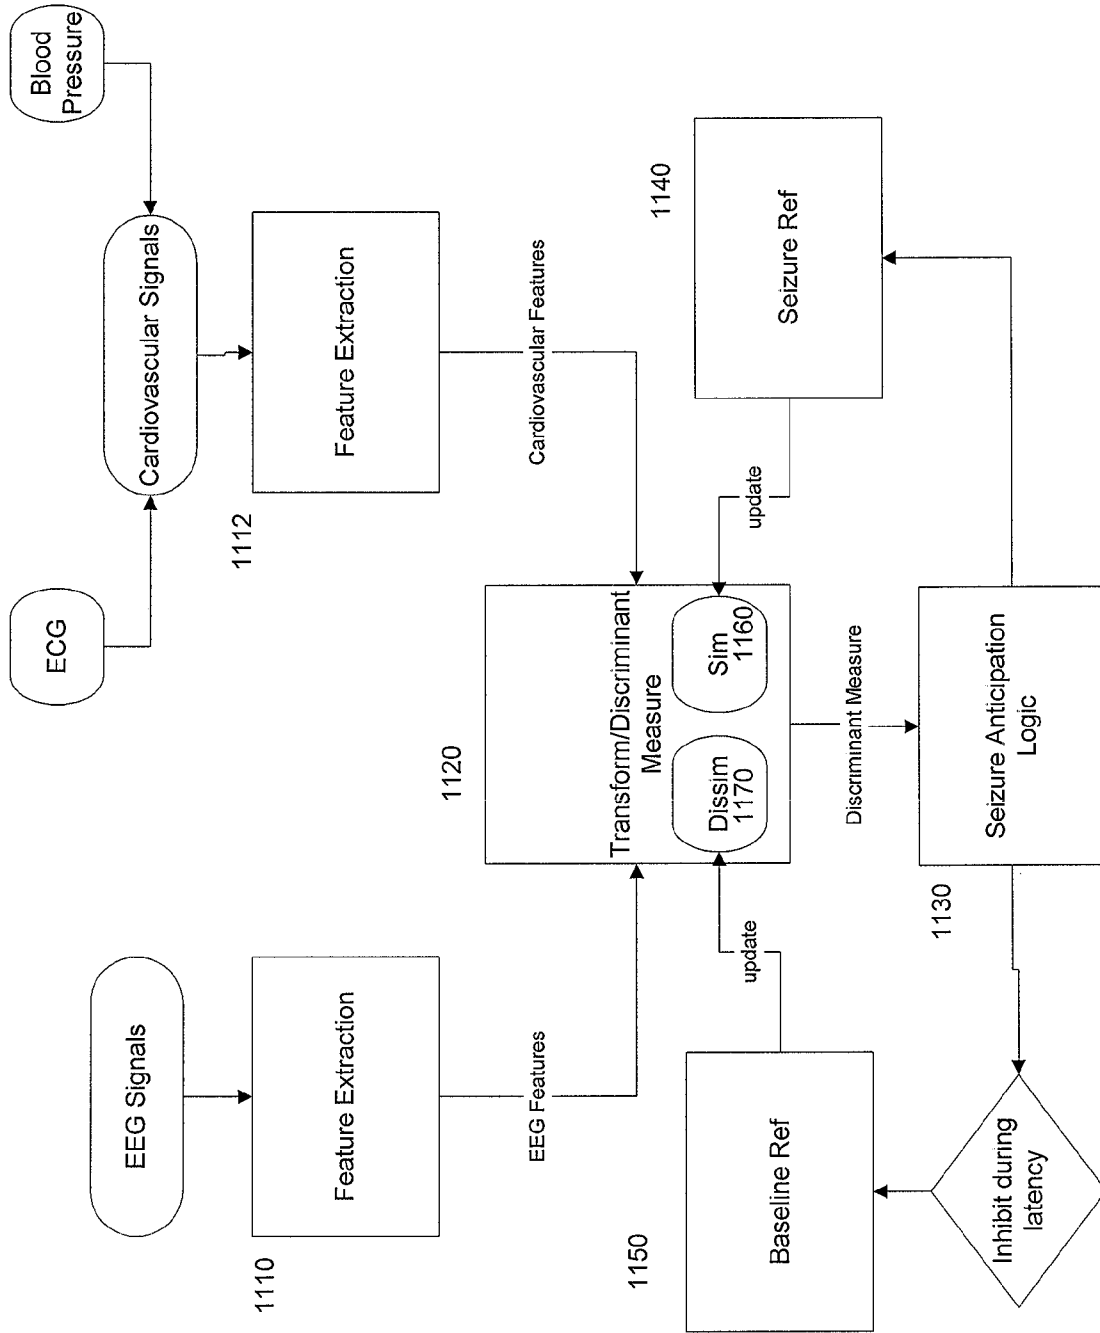 EEG Signals
ECG
Blood
Pressure
Cardiovascular Signals
1110
Feature Extraction
1112
Feature Extraction
EEG Features
Cardiovascular Features
1120
Transform/Discriminant
Measure
Dissim
1170
Sim
1160
1150
Baseline Ref
update
update
1140
Seizure Ref
Discriminant Measure
1130
Seizure Anticipation
Logic
Inhibit during
latency